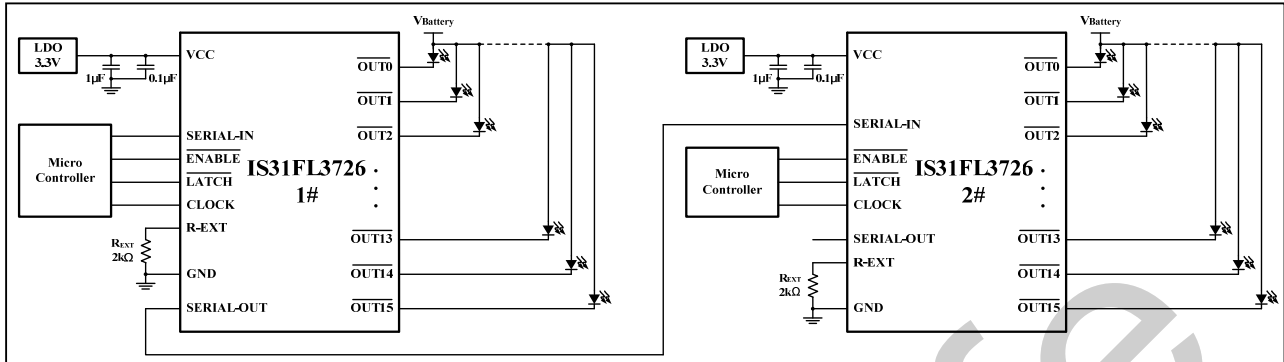 VBattery
LDO
3.3V
1µF
0.1µF
VCC
OUT0
OUT1
OUT2
SERIAL-IN
ENABLE
LATCH
CLOCK
Micro
Controller
IS31FL3726
1#
R-EXT
REXT
2kΩ
GND
SERIAL-OUT
OUT13
OUT14
OUT15
VBattery
LDO
3.3V
1µF
0.1µF
VCC
OUT0
OUT1
OUT2
SERIAL-IN
ENABLE
LATCH
CLOCK
Micro
Controller
IS31FL3726
2#
SERIAL-OUT
R-EXT
REXT
2kΩ
GND
OUT13
OUT14
OUT15